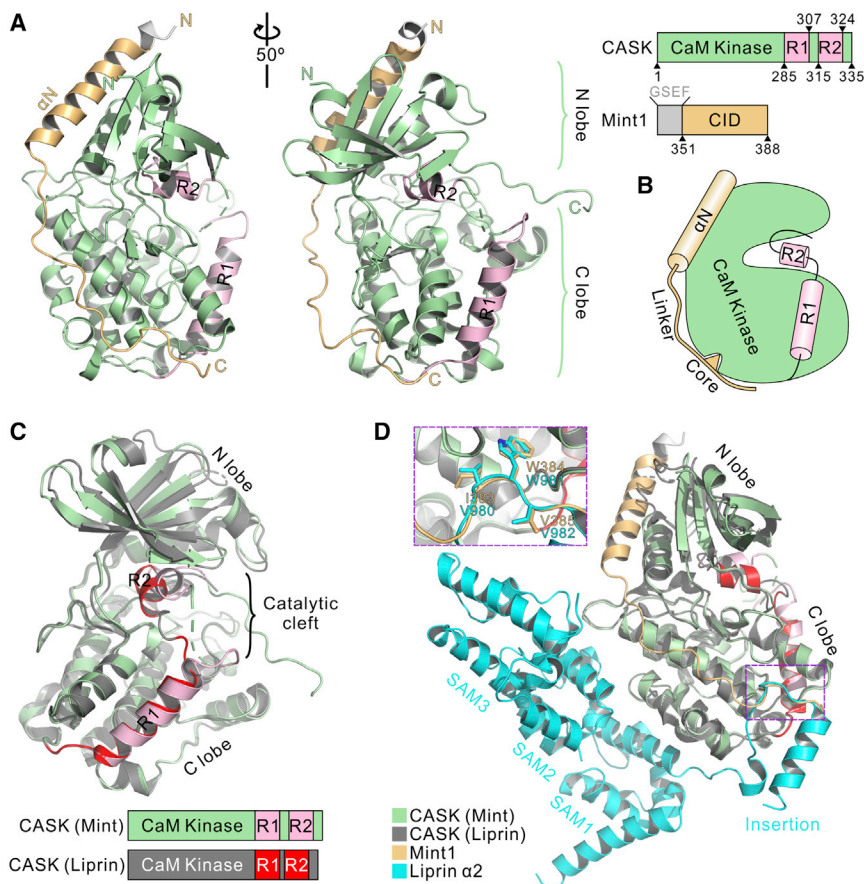 A
N
αN
N
R2
R1
C
50º
N
N
R2
R1
C
C
N lobe
C lobe
307 324
CASK CaM Kinase R1 R2
1 285 315 335
GSEF
Mint1 CID
351 388
B
αN
R2
CaM Kinase
R1
Linker
Core
C
N lobe
R2
Catalytic
cleft
R1
C lobe
CASK (Mint) CaM Kinase R1 R2
CASK (Liprin) CaM Kinase R1 R2
D
W384
V980
V385
V982
N lobe
C lobe
SAM3
SAM2
SAM1
Insertion
CASK (Mint)
CASK (Liprin)
Mint1
Liprin α2